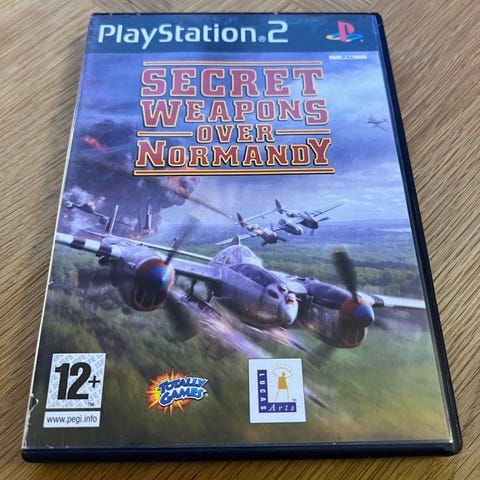 PlayStation.2
PAL
SECRET
WEAPONS
OVER
NORMANDY
12+
www.pegi.info
TOTALLY
GAMES
LUCAS
Arts